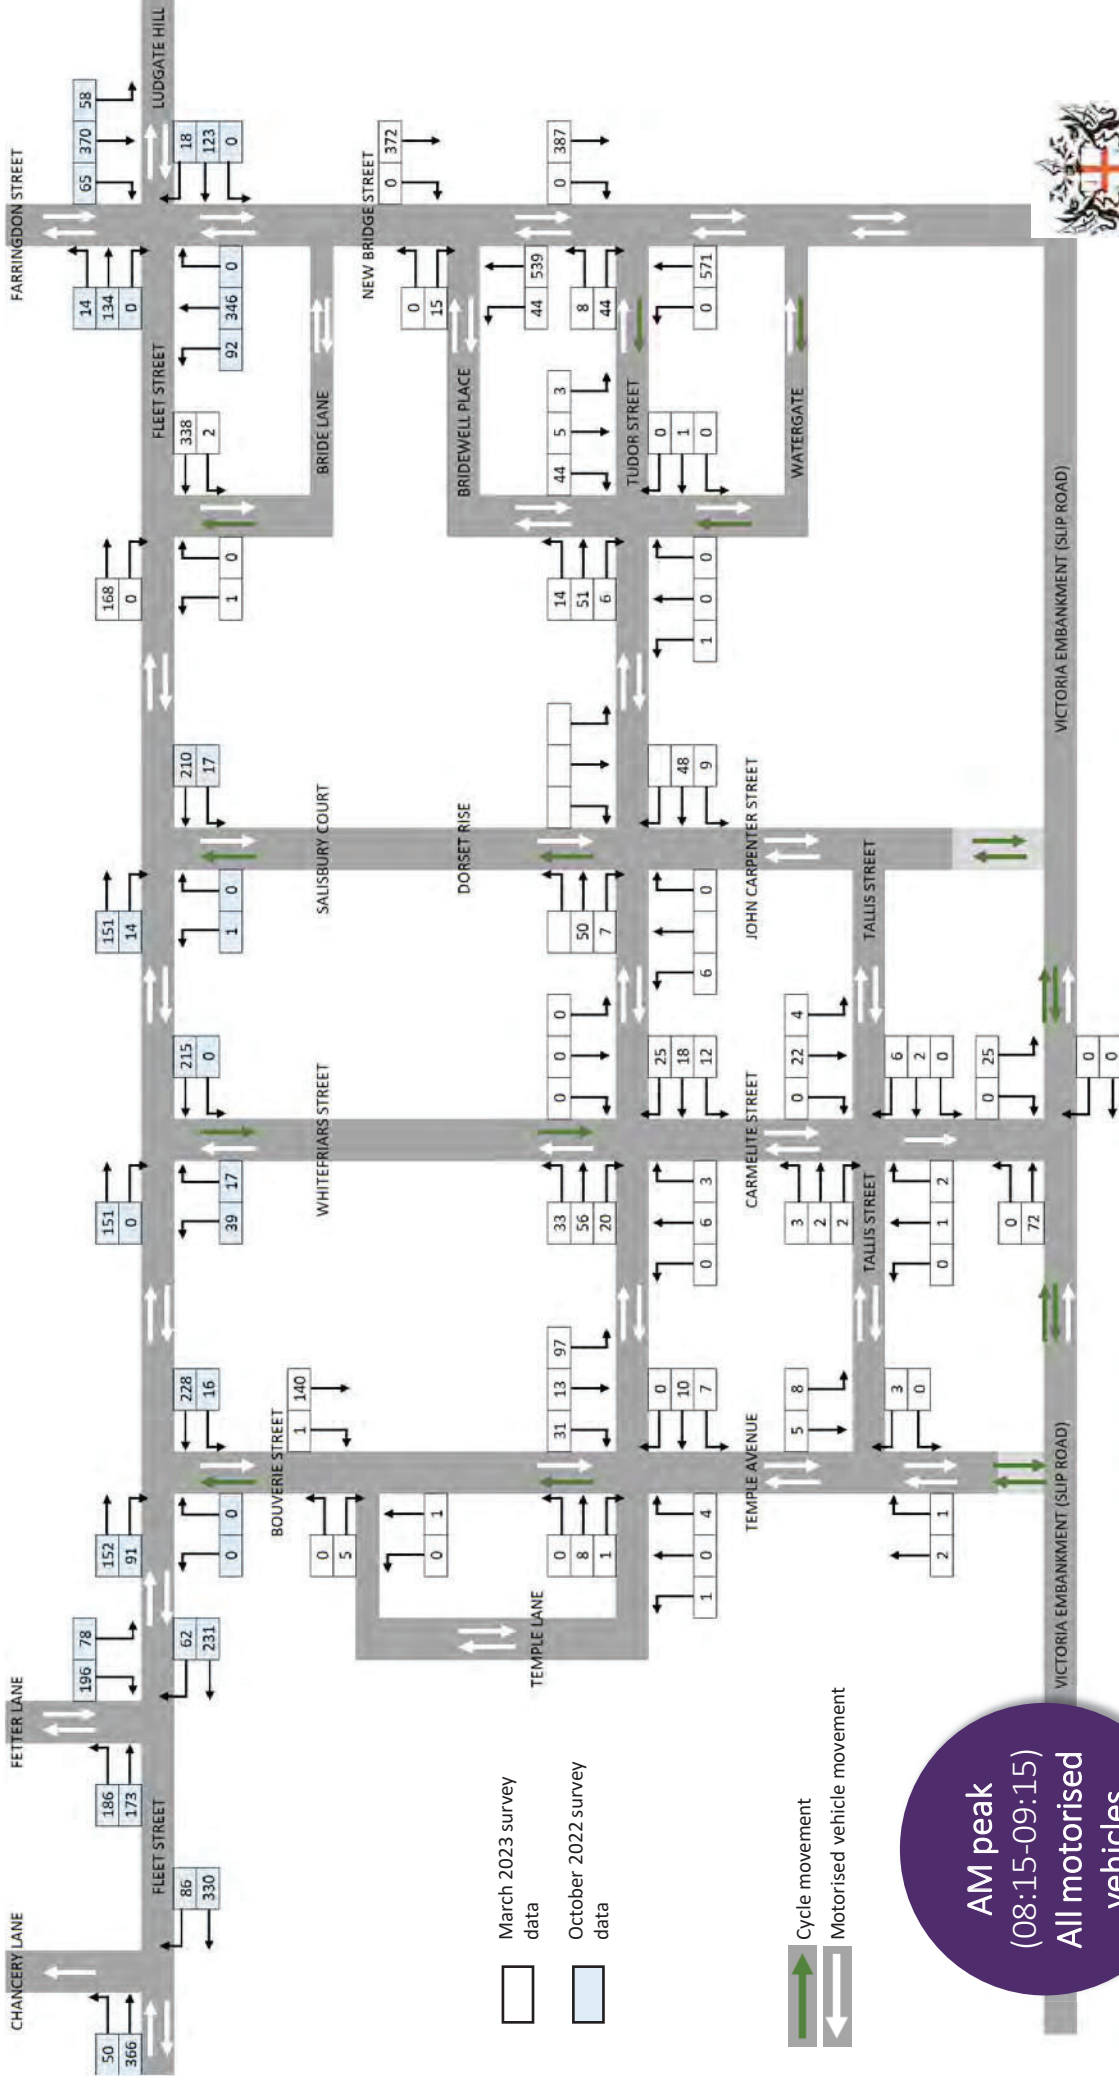 CHANCERY LANE
FETTER LANE
FARRINGDON STREET
196 78
65 370 58
14
50
186
152
151
151
168
134
366
173
91
0
14
0
0
FLEET STREET
FLEET STREET
LUDGATE HILL
86
62
228
215
210
338
18
330
231
16
0
17
2
123
0 0
39 17
1 0
1 0
92 346 0
0
BOUVERIE STREET
1 140
WHITEFRIARS STREET
SALISBURY COURT
BRIDE LANE
0
5
NEW BRIDGE STREET
0 372
0
15
0 1
DORSET RISE
BRIDEWELL PLACE
44 539
March 2023 survey
data
TEMPLE LANE
31 13 97
0 0 0
44 5 3
0 387
0
33
14
8
October 2022 survey
data
8
56
50
51
44
1
20
7
6
TUDOR STREET
0
25
0
10
18
48
1
7
12
9
0
1 0 4
0 6 3
6 0
1 0 0
0 571
TEMPLE AVENUE
CARMELITE STREET
JOHN CARPENTER STREET
5 8
0 22 4
WATERGATE
3
2
2
Cycle movement
Motorised vehicle movement
TALLIS STREET
TALLIS STREET
3
0
6
2
0
2 1
0 1 2
0 25
0
72
VICTORIA EMBANKMENT (SLIP ROAD)
VICTORIA EMBANKMENT (SLIP ROAD)
0
0
AM peak
(08:15-09:15)
All motorised
vehicles